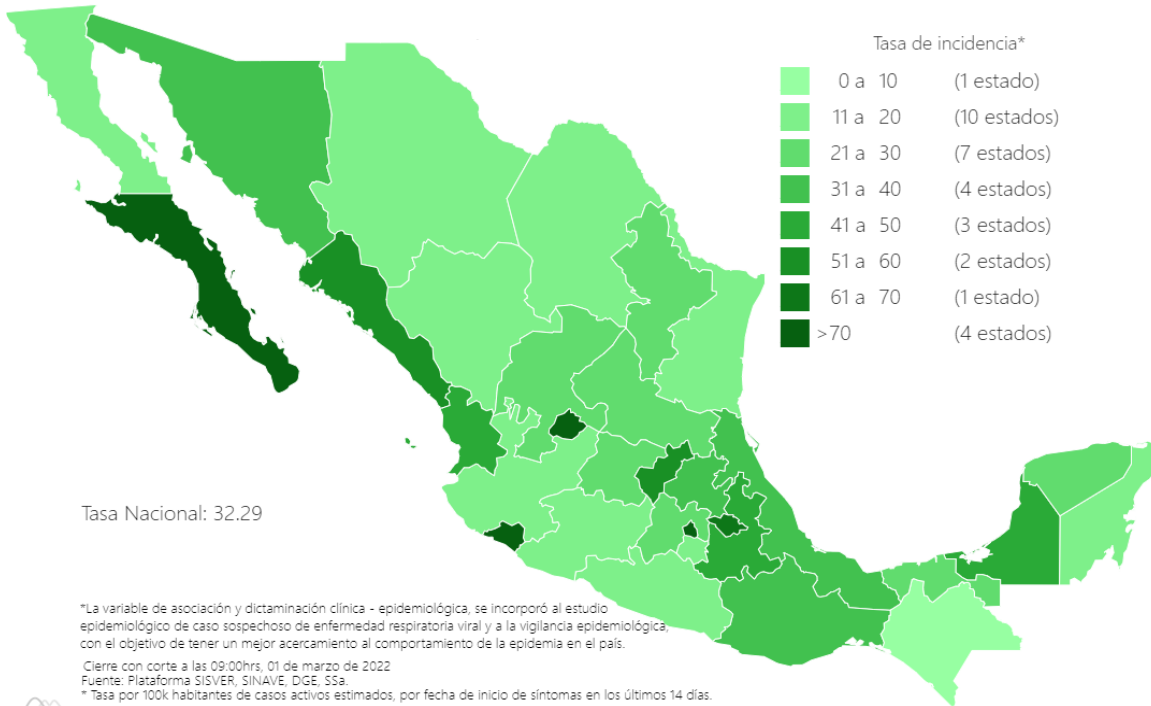 Tasa de incidencia*
0 a 10 (1 estado)
11 a 20 (10 estados)
21 a 30 (7 estados)
31 a 40 (4 estados)
41 a 50 (3 estados)
51 a 60 (2 estados)
61 a 70 (1 estado)
>70 (4 estados)
Tasa Nacional: 32.29
*La variable de asociación y dictaminación clínica - epidemiológica, se incorporó al estudio
epidemiológico de caso sospechoso de enfermedad respiratoria viral y a la vigilancia epidemiológica,
con el objetivo de tener un mejor acercamiento al comportamiento de la epidemia en el país.
Cierre con corte a las 09:00hrs, 01 de marzo de 2022
Fuente: Plataforma SISVER, SINAVE, DGE, SSa.
* Tasa por 100k habitantes de casos activos estimados, por fecha de inicio de síntomas en los últimos 14 días.